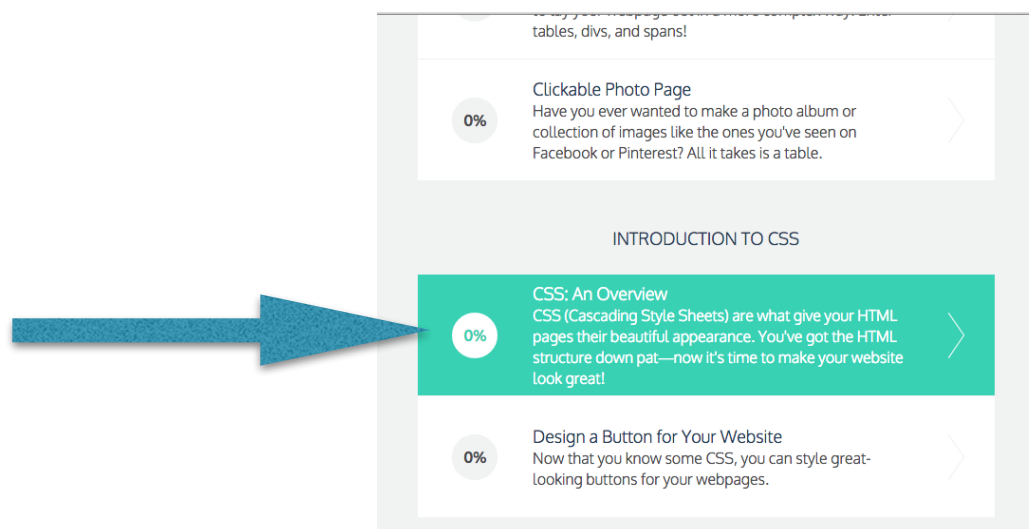 tables, divs, and spans!
Clickable Photo Page
0%
Have you ever wanted to make a photo album or
collection of images like the ones you've seen on
Facebook or Pinterest? All it takes is a table.
INTRODUCTION TO CSS
CSS: An Overview
0%
CSS (Cascading Style Sheets) are what give your HTML
pages their beautiful appearance. You've got the HTML
structure down pat—now it's time to make your website
look great!
Design a Button for Your Website
0%
Now that you know some CSS, you can style great-
looking buttons for your webpages.